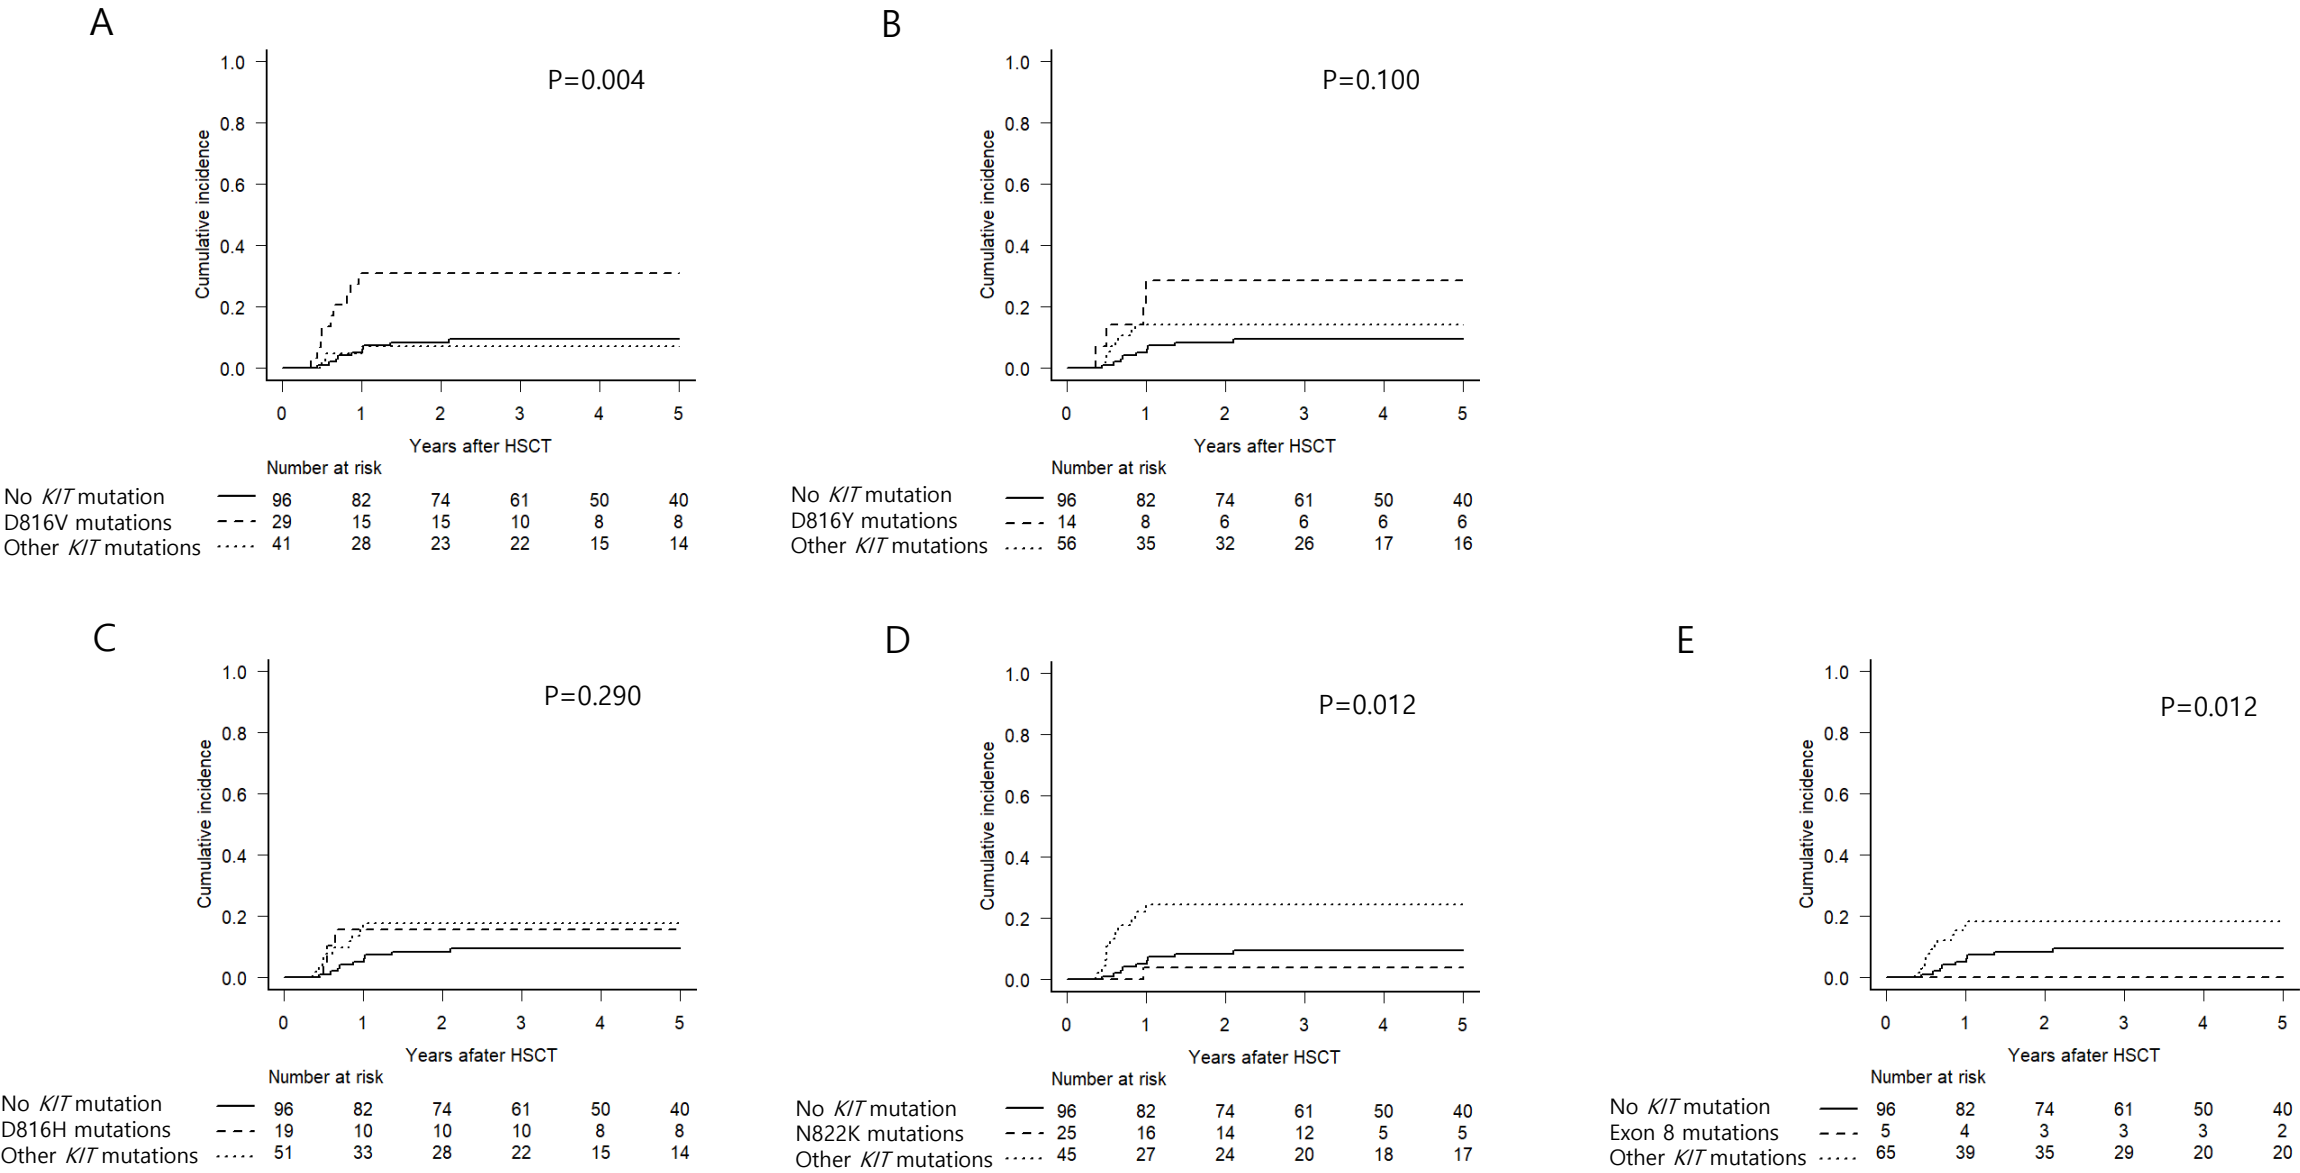 A
P=0.004
1.0
0.8
0.6
0.4
0.2
0.0
Cumulative incidence
0 1 2 3 4 5
Years after HSCT
Number at risk
No KIT mutation 96 82 74 61 50 40
D816V mutations 29 15 15 10 8 8
Other KIT mutations 41 28 23 22 15 14
B
P=0.100
1.0
0.8
0.6
0.4
0.2
0.0
Cumulative incidence
0 1 2 3 4 5
Years after HSCT
Number at risk
No KIT mutation 96 82 74 61 50 40
D816Y mutations 14 8 6 6 6 6
Other KIT mutations 56 35 32 26 17 16
C
P=0.290
1.0
0.8
0.6
0.4
0.2
0.0
Cumulative incidence
0 1 2 3 4 5
Years afater HSCT
Number at risk
No KIT mutation 96 82 74 61 50 40
D816H mutations 19 10 10 10 8 8
Other KIT mutations 51 33 28 22 15 14
D
P=0.012
1.0
0.8
0.6
0.4
0.2
0.0
Cumulative incidence
0 1 2 3 4 5
Years afater HSCT
Number at risk
No KIT mutation 96 82 74 61 50 40
N822K mutations 25 16 14 12 5 5
Other KIT mutations 45 27 24 20 18 17
E
P=0.012
1.0
0.8
0.6
0.4
0.2
0.0
Cumulative incidence
0 1 2 3 4 5
Years afater HSCT
Number at risk
No KIT mutation 96 82 74 61 50 40
Exon 8 mutations 5 4 3 3 3 2
Other KIT mutations 65 39 35 29 20 20